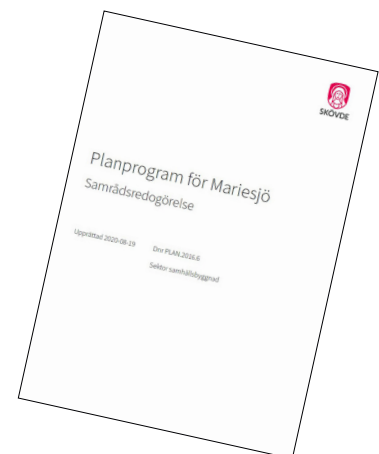 SKÖVDE
Planprogram för Mariesjö
Samrådsredogörelse
Upprättad 2020-08-19 Dnr PLAN.2016.6
Sektor samhällsbyggnad